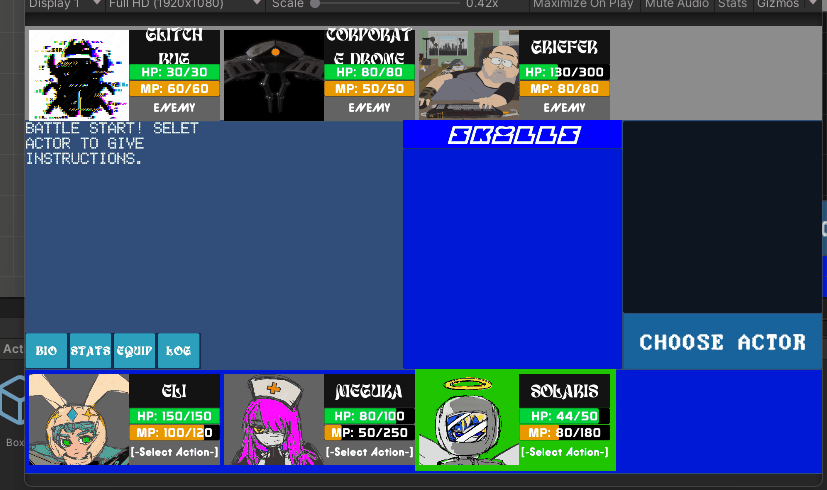 Display 1 Full HD (1920x1080) Scale 0.42x Maximize On Play Mute Audio Stats Gizmos
GLITCH
BUG
HP: 30/30
MP: 60/60
ENEMY
CORPORAT
E DRONE
HP: 80/80
MP: 50/50
ENEMY
GRIEFER
HP: 130/300
MP: 80/80
ENEMY
BATTLE START! SELET
ACTOR TO GIVE
INSTRUCTIONS.
SKILLS
CHOOSE ACTOR
BIO STATS EQUIP LOG
Act
ELI
HP: 150/150
MP: 100/120
[-Select Action-]
MEGUKA
HP: 80/100
MP: 50/250
[-Select Action-]
SOLARIS
HP: 44/50
MP: 80/180
[-Select Action-]
Box